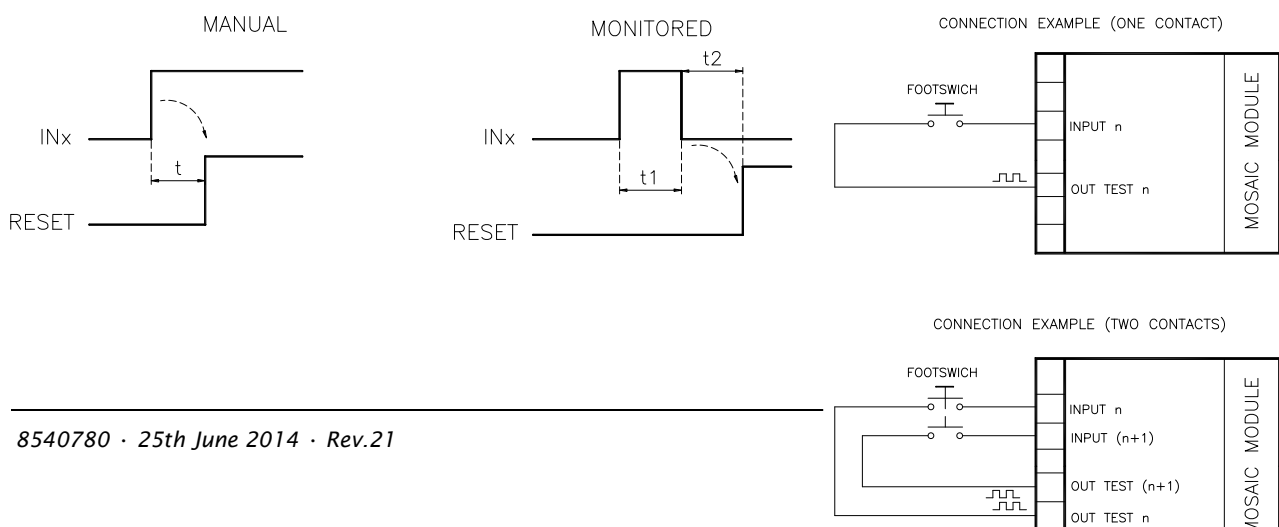 MANUAL
INx
t
RESET
MONITORED
t2
INx
t1
RESET
CONNECTION EXAMPLE (ONE CONTACT)
FOOTSWICH
INPUT n
OUT TEST n
MOSAIC MODULE
CONNECTION EXAMPLE (TWO CONTACTS)
FOOTSWICH
INPUT n
INPUT (n+1)
OUT TEST (n+1)
OUT TEST n
MOSAIC MODULE
8540780 · 25th June 2014 · Rev.21